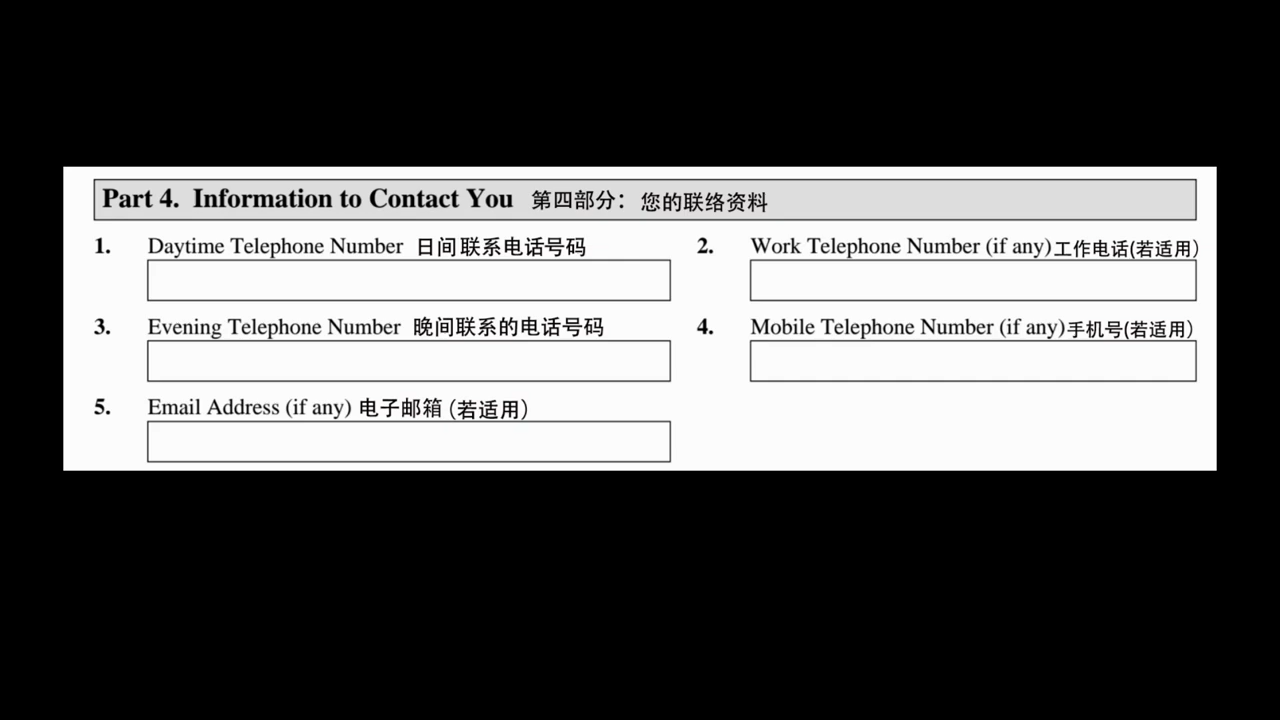 Part 4. Information to Contact You 第四部分：您的联络资料
1. Daytime Telephone Number 日间联系电话号码
2. Work Telephone Number (if any)工作电话(若适用)
3. Evening Telephone Number 晚间联系的电话号码
4. Mobile Telephone Number (if any)手机号(若适用)
5. Email Address (if any) 电子邮箱 (若适用)